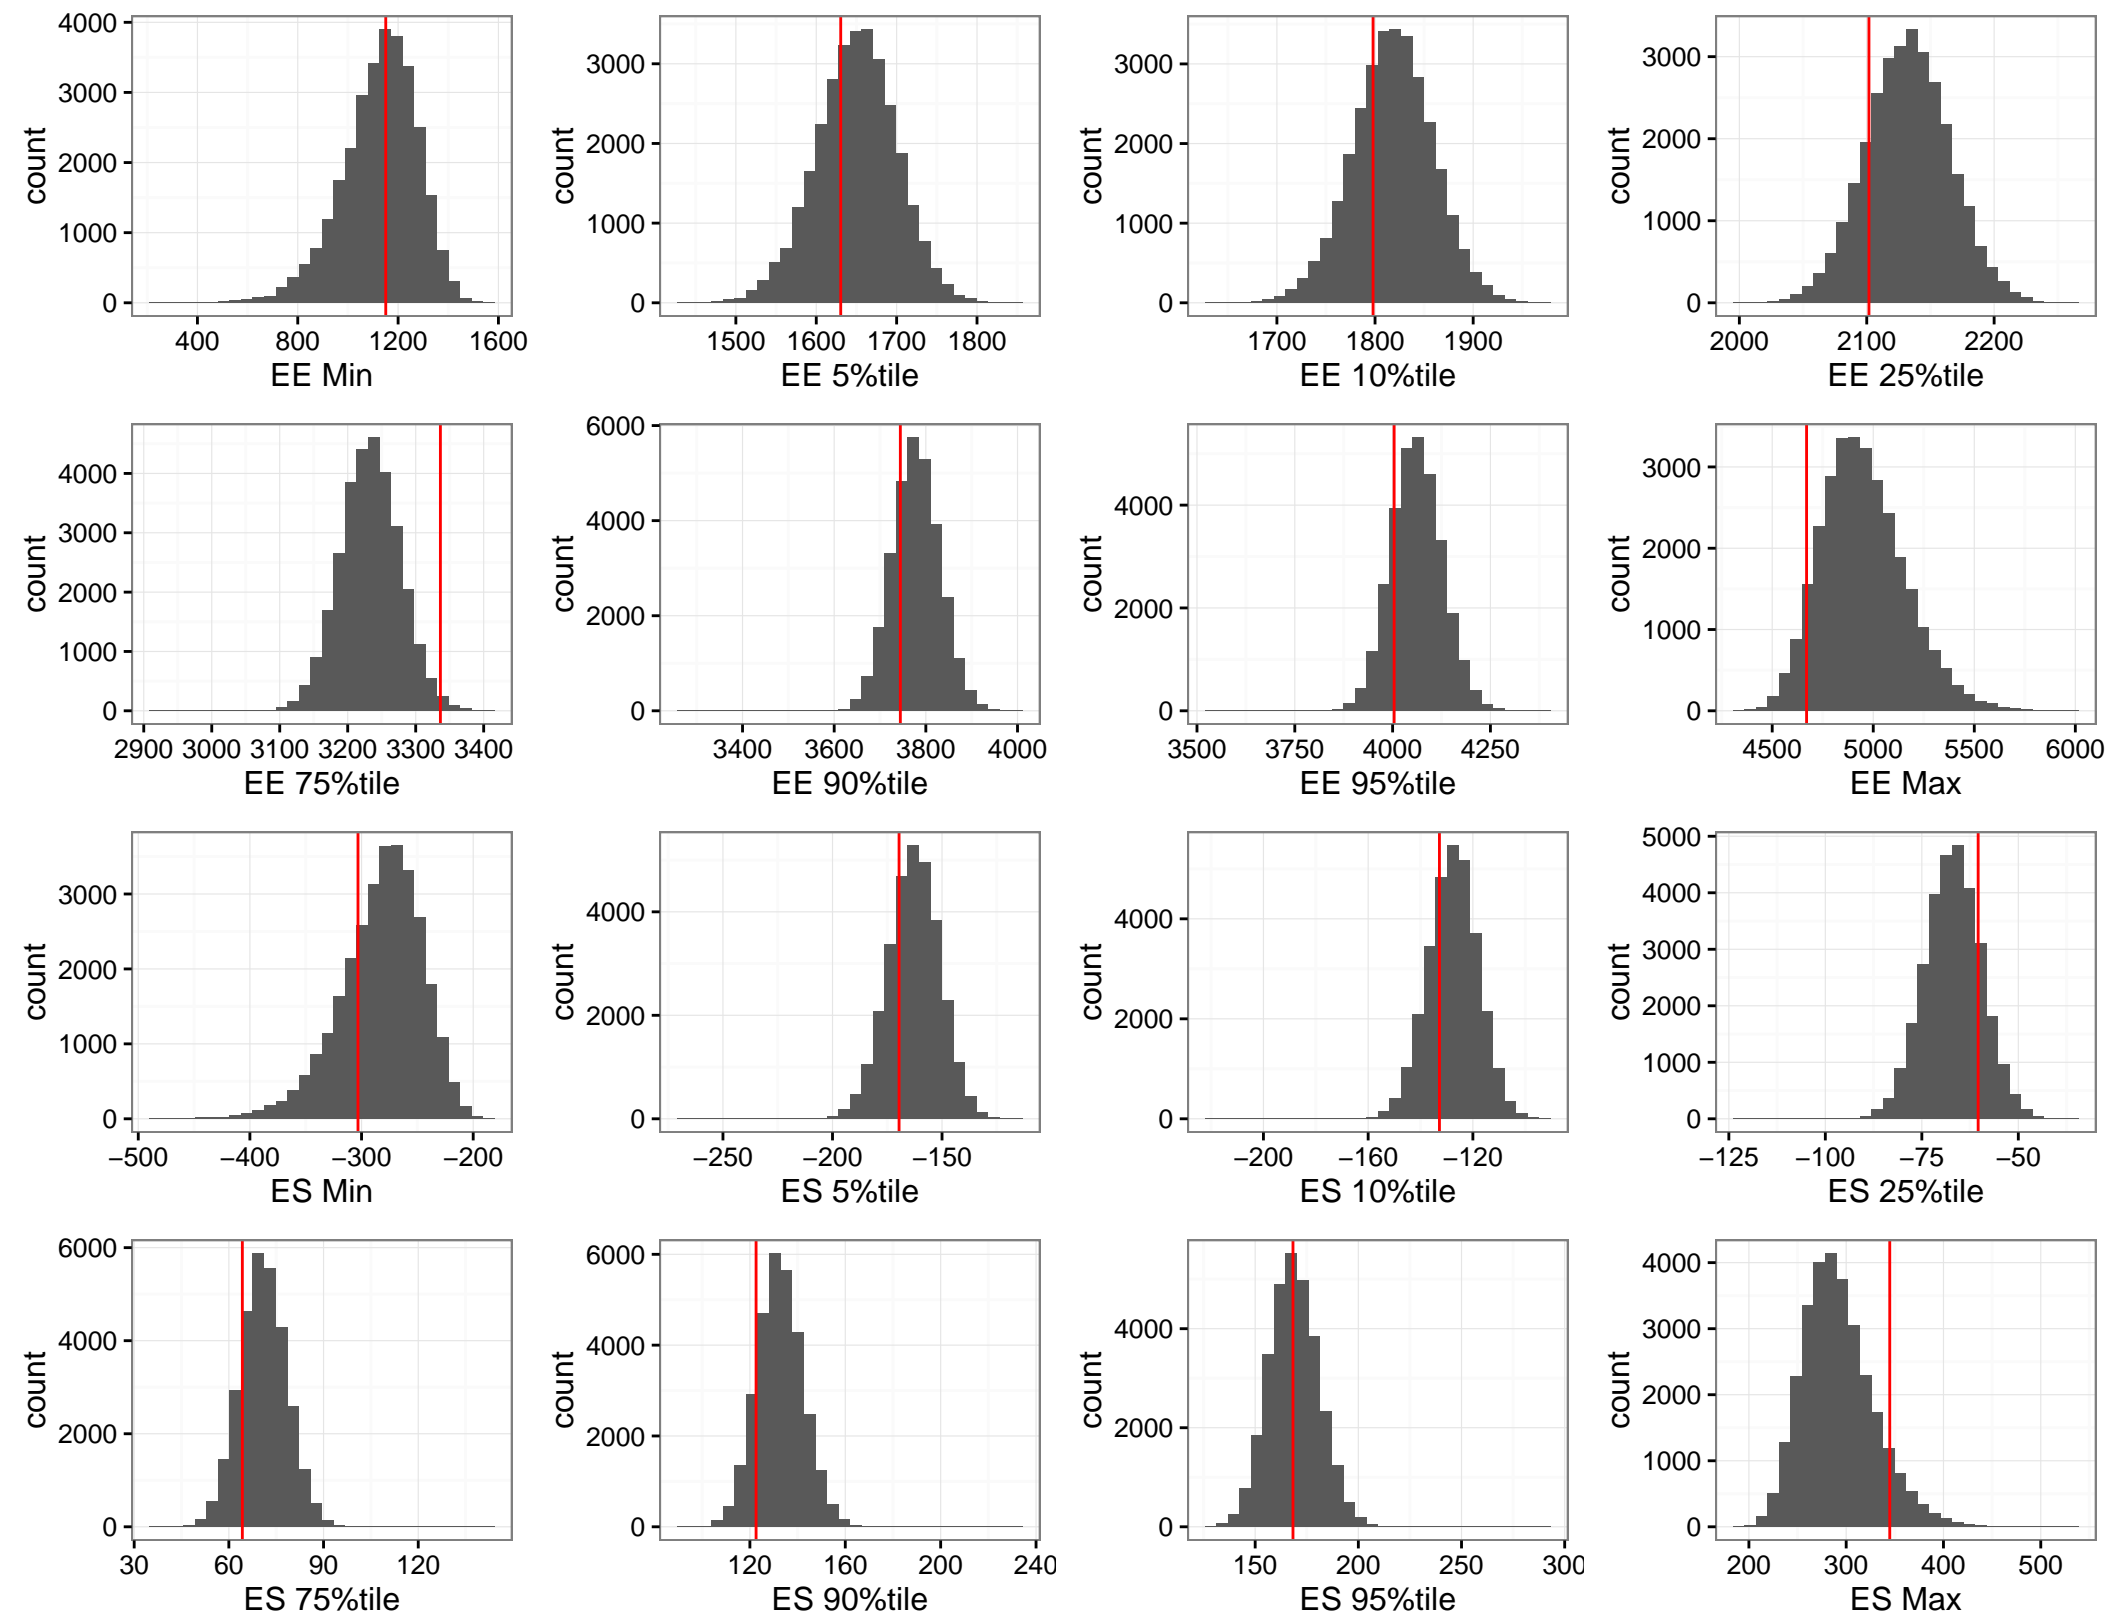 count
4000
3000
2000
1000
0
400 800 1200 1600
EE Min
count
3000
2000
1000
0
1500 1600 1700 1800
EE 5%tile
count
3000
2000
1000
0
1700 1800 1900
EE 10%tile
count
3000
2000
1000
0
2000 2100 2200
EE 25%tile
count
4000
3000
2000
1000
0
2900 3000 3100 3200 3300 3400
EE 75%tile
count
6000
4000
2000
0
3400 3600 3800 4000
EE 90%tile
count
4000
2000
0
3500 3750 4000 4250
EE 95%tile
count
3000
2000
1000
0
4500 5000 5500 6000
EE Max
count
3000
2000
1000
0
−500 −400 −300 −200
ES Min
count
4000
2000
0
−250 −200 −150
ES 5%tile
count
4000
2000
0
−200 −160 −120
ES 10%tile
count
5000
4000
3000
2000
1000
0
−125 −100 −75 −50
ES 25%tile
count
6000
4000
2000
0
30 60 90 120
ES 75%tile
count
6000
4000
2000
0
120 160 200 240
ES 90%tile
count
4000
2000
0
150 200 250 300
ES 95%tile
count
4000
3000
2000
1000
0
200 300 400 500
ES Max